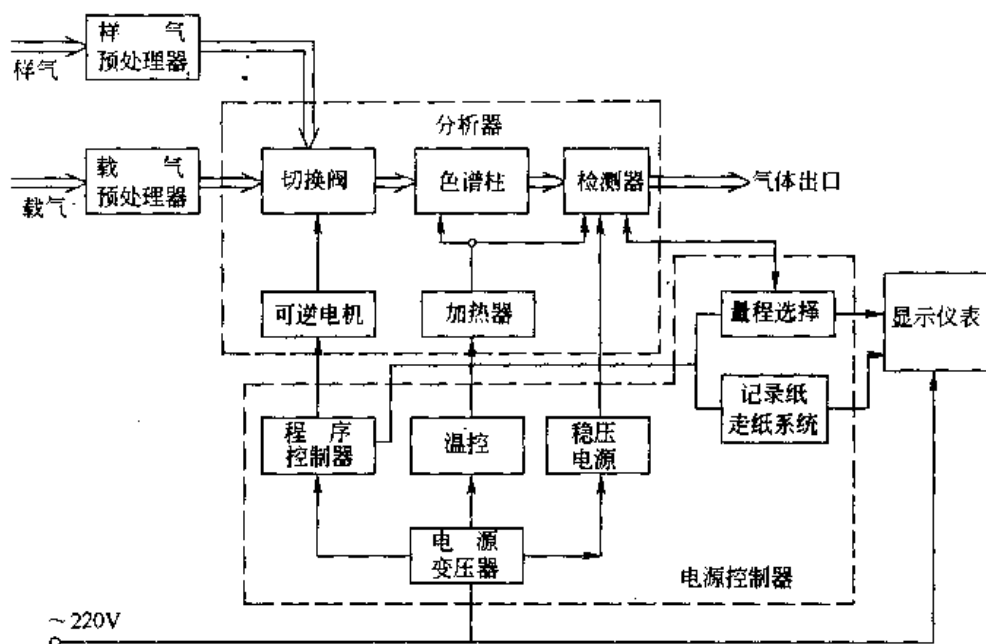 样 气
预处理器
样气
分析器
载 气
预处理器
载气
切换阀
色谱柱
检测器
气体出口
可逆电机
加热器
量程选择
显示仪表
记录纸
走纸系统
程 序
控制器
温控
稳压
电源
电 源
变压器
电源控制器
~220V